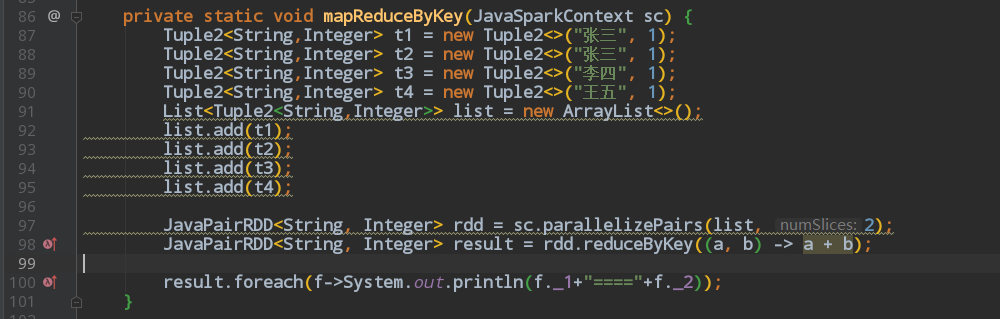 86 @ private static void mapReduceByKey(JavaSparkContext sc) {
87 Tuple2<String,Integer> t1 = new Tuple2<>("张三", 1);
88 Tuple2<String,Integer> t2 = new Tuple2<>("张三", 1);
89 Tuple2<String,Integer> t3 = new Tuple2<>("李四", 1);
90 Tuple2<String,Integer> t4 = new Tuple2<>("王五", 1);
91 List<Tuple2<String,Integer>> list = new ArrayList<>();
92 list.add(t1);
93 list.add(t2);
94 list.add(t3);
95 list.add(t4);
96
97 JavaPairRDD<String, Integer> rdd = sc.parallelizePairs(list, numSlices: 2);
98 JavaPairRDD<String, Integer> result = rdd.reduceByKey((a, b) -> a + b);
99
100 result.foreach(f->System.out.println(f._1+"===="+f._2));
101 }